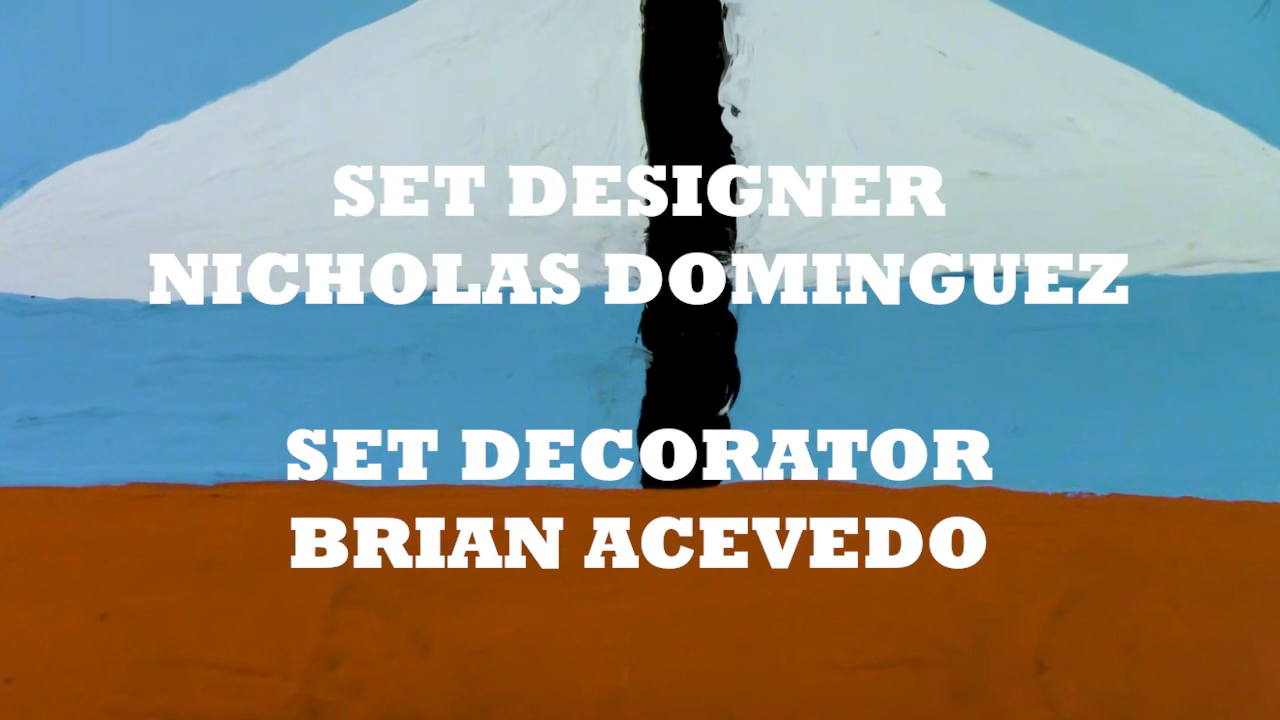 SET DESIGNER
NICHOLAS DOMINGUEZ
SET DECORATOR
BRIAN ACEVEDO